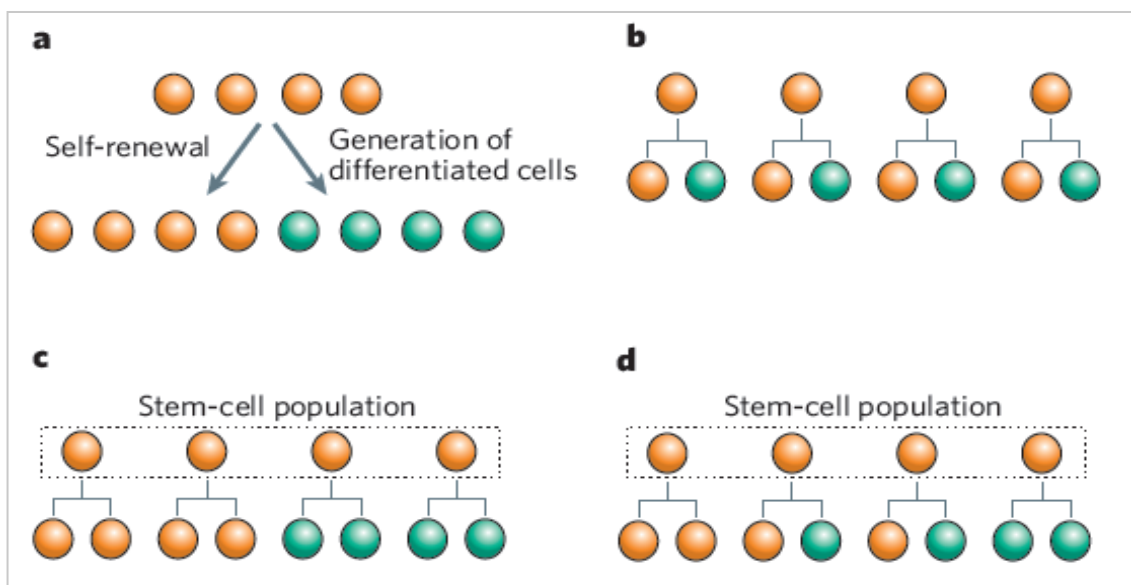 a
b
Self-renewal
Generation of
differentiated cells
c
d
Stem-cell population
Stem-cell population